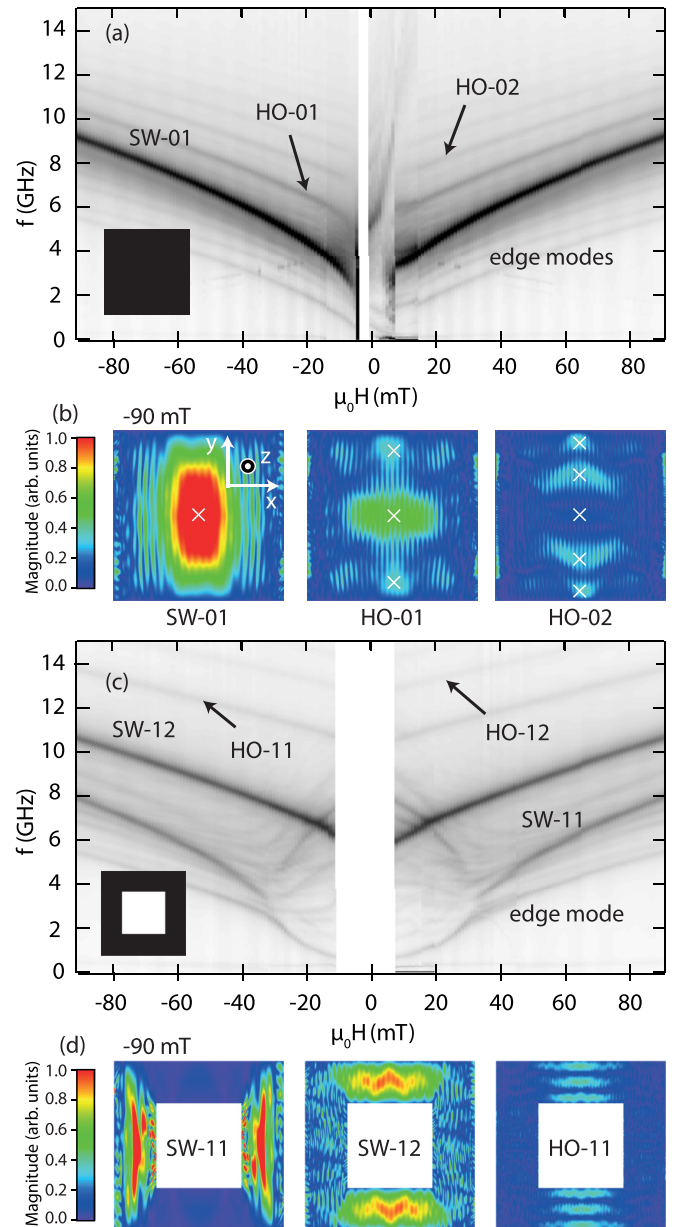 (a)
14
12
10
8
6
4
2
0
f (GHz)
SW-01
HO-01
HO-02
edge modes
-80 -60 -40 -20 0 20 40 60 80
μ₀H (mT)
(b) -90 mT
1.0
0.8
0.6
0.4
0.2
0.0
Magnitude (arb. units)
y
z
x
SW-01 HO-01 HO-02
(c)
14
12
10
8
6
4
2
0
f (GHz)
SW-12
HO-11
HO-12
SW-11
edge mode
-80 -60 -40 -20 0 20 40 60 80
μ₀H (mT)
(d) -90 mT
1.0
0.8
0.6
0.4
0.2
0.0
Magnitude (arb. units)
SW-11 SW-12 HO-11